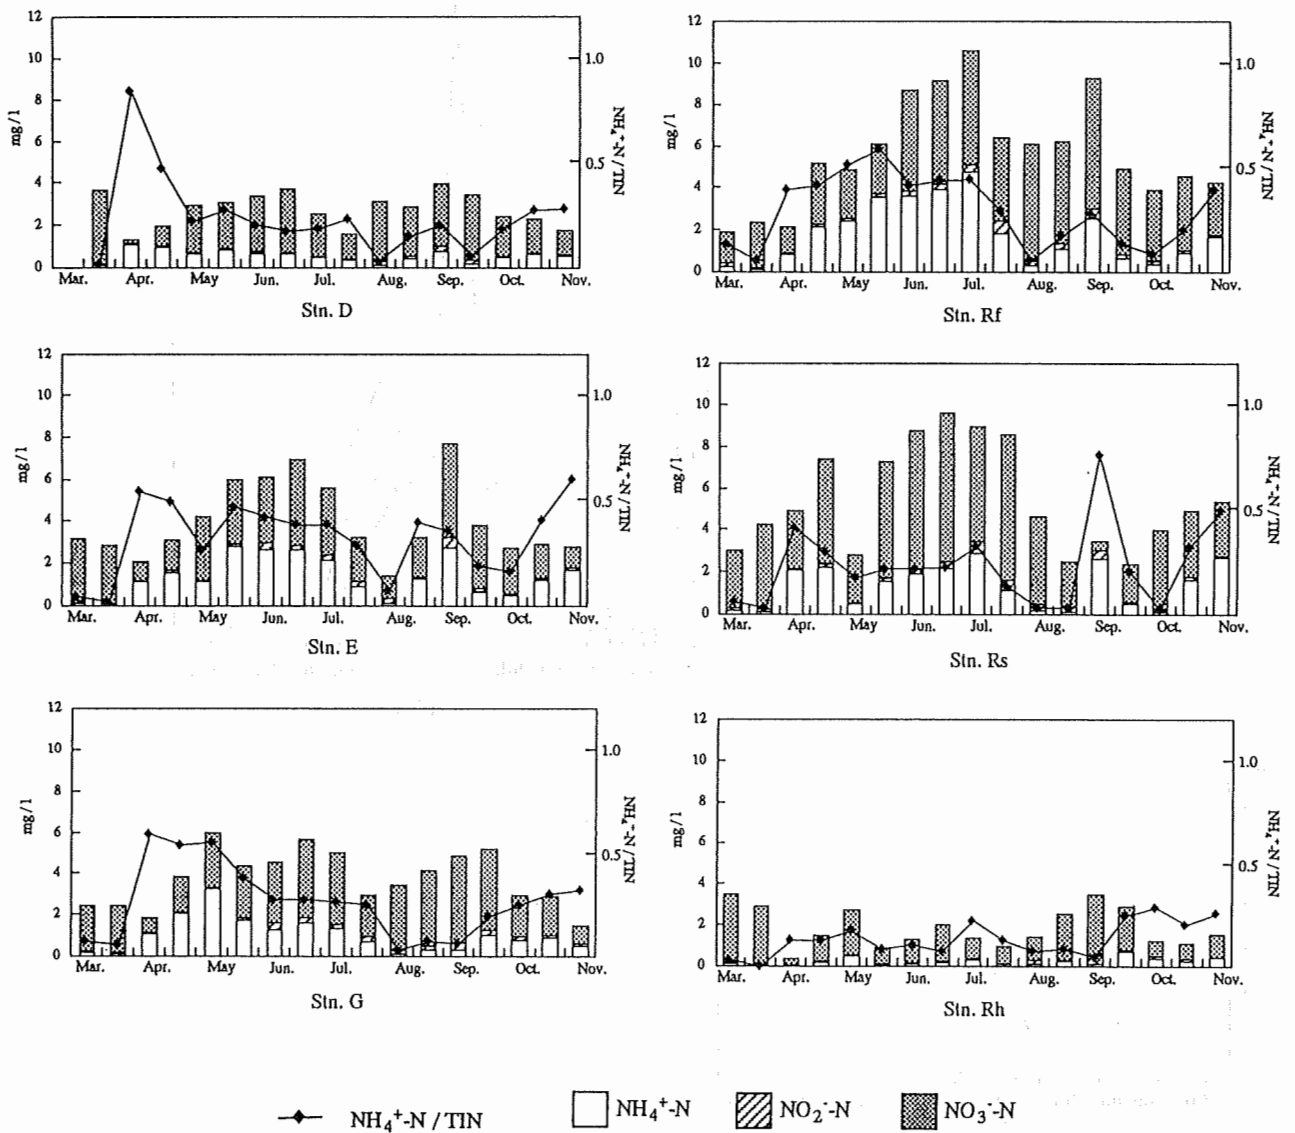 12
10
8
6
4
2
0
mg/l
1.0
0.5
NH₄⁺-N/TIN
Mar. Apr. May Jun. Jul. Aug. Sep. Oct. Nov.
Stn. D
12
10
8
6
4
2
0
mg/l
1.0
0.5
NH₄⁺-N/TIN
Mar. Apr. May Jun. Jul. Aug. Sep. Oct. Nov.
Stn. Rf
12
10
8
6
4
2
0
mg/l
1.0
0.5
NH₄⁺-N/TIN
Mar. Apr. May Jun. Jul. Aug. Sep. Oct. Nov.
Stn. E
12
10
8
6
4
2
0
mg/l
1.0
0.5
NH₄⁺-N/TIN
Mar. Apr. May Jun. Jul. Aug. Sep. Oct. Nov.
Stn. Rs
12
10
8
6
4
2
0
mg/l
1.0
0.5
NH₄⁺-N/TIN
Mar. Apr. May Jun. Jul. Aug. Sep. Oct. Nov.
Stn. G
12
10
8
6
4
2
0
mg/l
1.0
0.5
NH₄⁺-N/TIN
Mar. Apr. May Jun. Jul. Aug. Sep. Oct. Nov.
Stn. Rh
NH₄⁺-N/TIN NH₄⁺-N NO₂⁻-N NO₃⁻-N